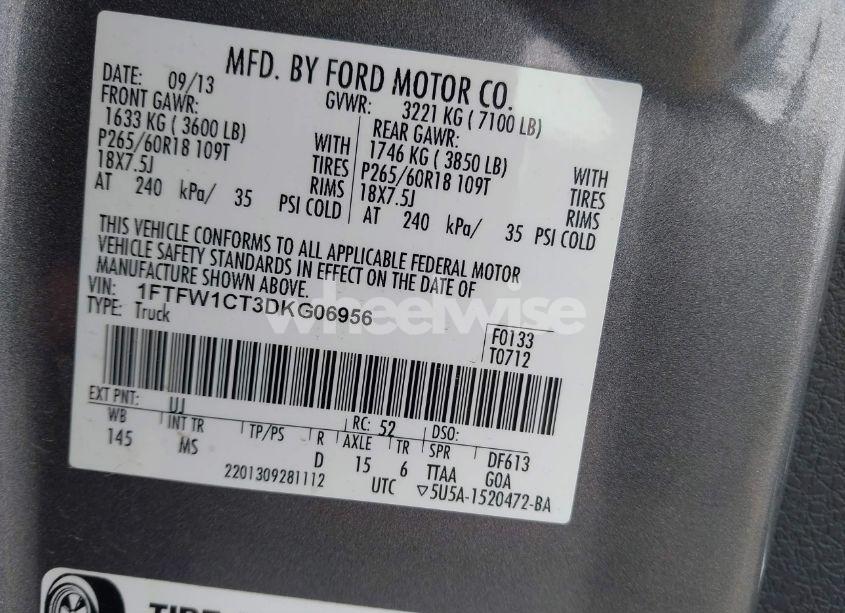 MFD. BY FORD MOTOR CO.
DATE: 09/13 GVWR: 3221 KG ( 7100 LB)
FRONT GAWR: REAR GAWR:
1633 KG ( 3600 LB) WITH 1746 KG ( 3850 LB) WITH
P265/60R18 109T TIRES P265/60R18 109T TIRES
18X7.5J RIMS 18X7.5J RIMS
AT 240 kPa/ 35 PSI COLD AT 240 kPa/ 35 PSI COLD
THIS VEHICLE CONFORMS TO ALL APPLICABLE FEDERAL MOTOR
VEHICLE SAFETY STANDARDS IN EFFECT ON THE DATE OF
MANUFACTURE SHOWN ABOVE.
VIN: 1FTFW1CT3DKG06956
TYPE: Truck
wheelwise
F0133
T0712
EXT PNT: UJ RC: 52 DSO:
WB INT TR TP/PS R AXLE TR SPR DF613
145 MS D 15 6 TTAA G0A
2201309281112 UTC ▽5U5A-1520472-BA